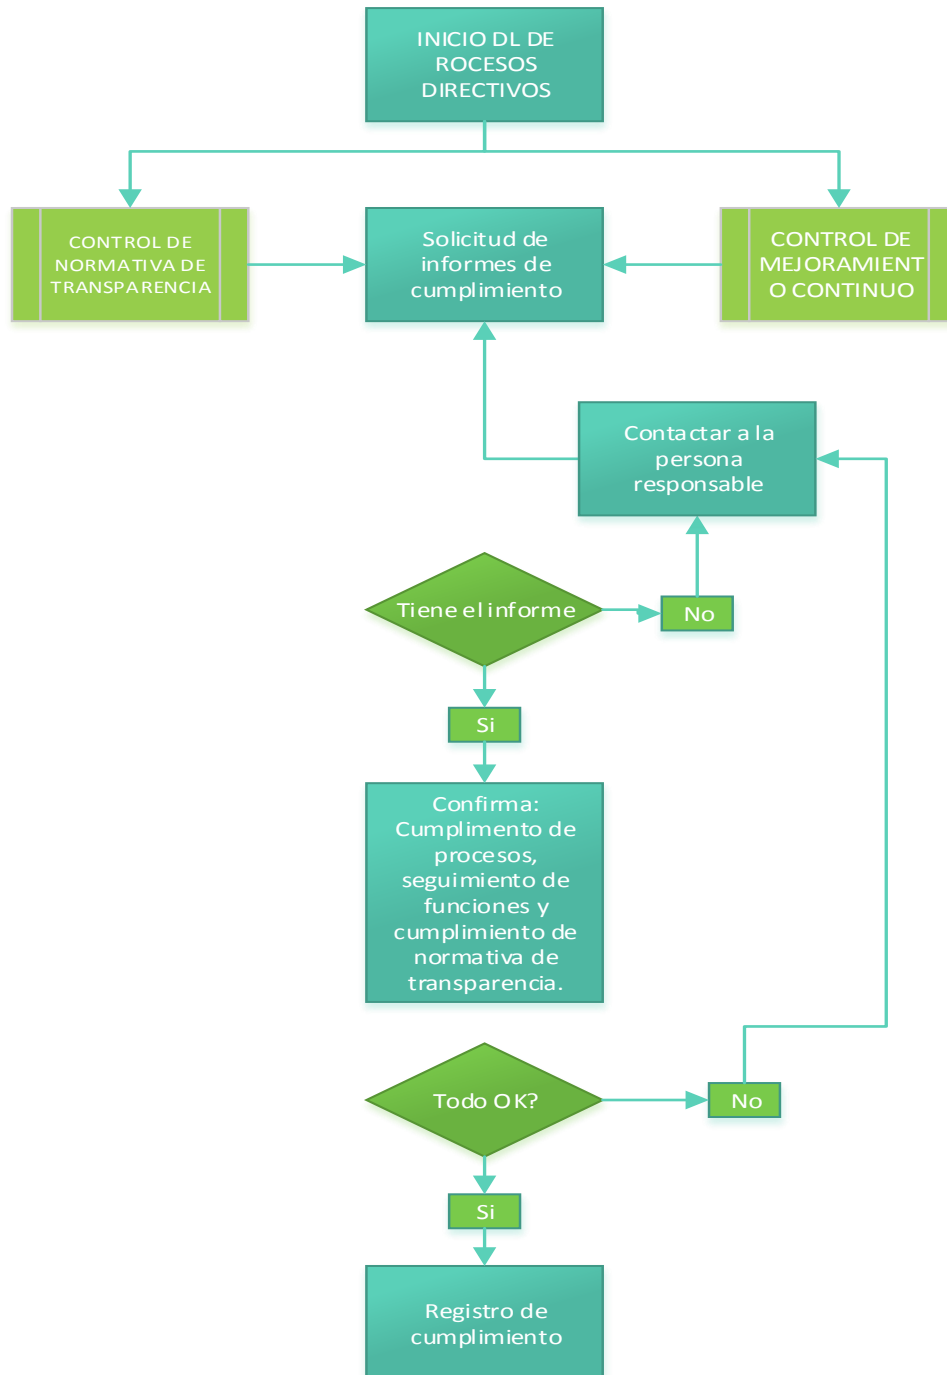 INICIO DL DE
ROCESOS
DIRECTIVOS
CONTROL DE
NORMATIVA DE
TRANSPARENCIA
Solicitud de
informes de
cumplimiento
CONTROL DE
MEJORAMIENT
O CONTINUO
Contactar a la
persona
responsable
Tiene el informe
No
Si
Confirma:
Cumplimento de
procesos,
seguimiento de
funciones y
cumplimiento de
normativa de
transparencia.
Todo OK?
No
Si
Registro de
cumplimiento